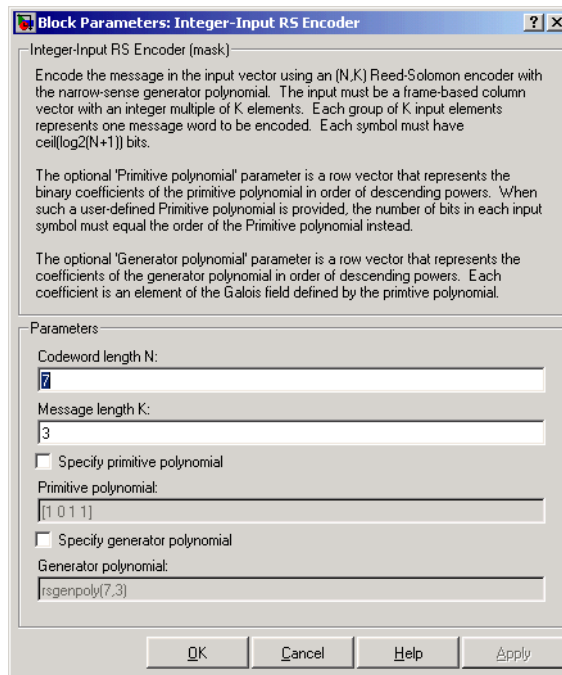 Block Parameters: Integer-Input RS Encoder
Integer-Input RS Encoder (mask)
Encode the message in the input vector using an (N,K) Reed-Solomon encoder with
the narrow-sense generator polynomial. The input must be a frame-based column
vector with an integer multiple of K elements. Each group of K input elements
represents one message word to be encoded. Each symbol must have
ceil(log2(N+1)) bits.
The optional 'Primitive polynomial' parameter is a row vector that represents the
binary coefficients of the primitive polynomial in order of descending powers. When
such a user-defined Primitive polynomial is provided, the number of bits in each input
symbol must equal the order of the Primitive polynomial instead.
The optional 'Generator polynomial' parameter is a row vector that represents the
coefficients of the generator polynomial in order of descending powers. Each
coefficient is an element of the Galois field defined by the primtive polynomial.
Parameters
Codeword length N:
7
Message length K:
3
Specify primitive polynomial
Primitive polynomial:
[1 0 1 1]
Specify generator polynomial
Generator polynomial:
rsgenpoly(7,3)
OK Cancel Help Apply